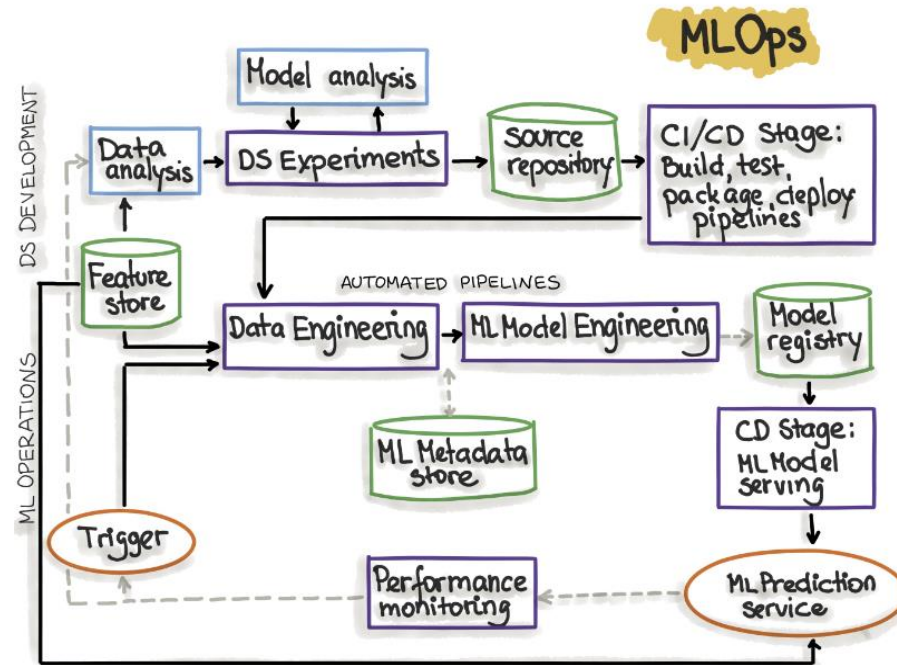 MLOps
Model analysis
Data
analysis
DS Experiments
Source
repository
CI/CD Stage:
Build, test,
package, deploy
pipelines
DS DEVELOPMENT
Feature
store
AUTOMATED PIPELINES
Data Engineering
ML Model Engineering
Model
registry
ML Metadata
store
CD Stage:
ML Model
serving
ML OPERATIONS
Trigger
Performance
monitoring
ML Prediction
service